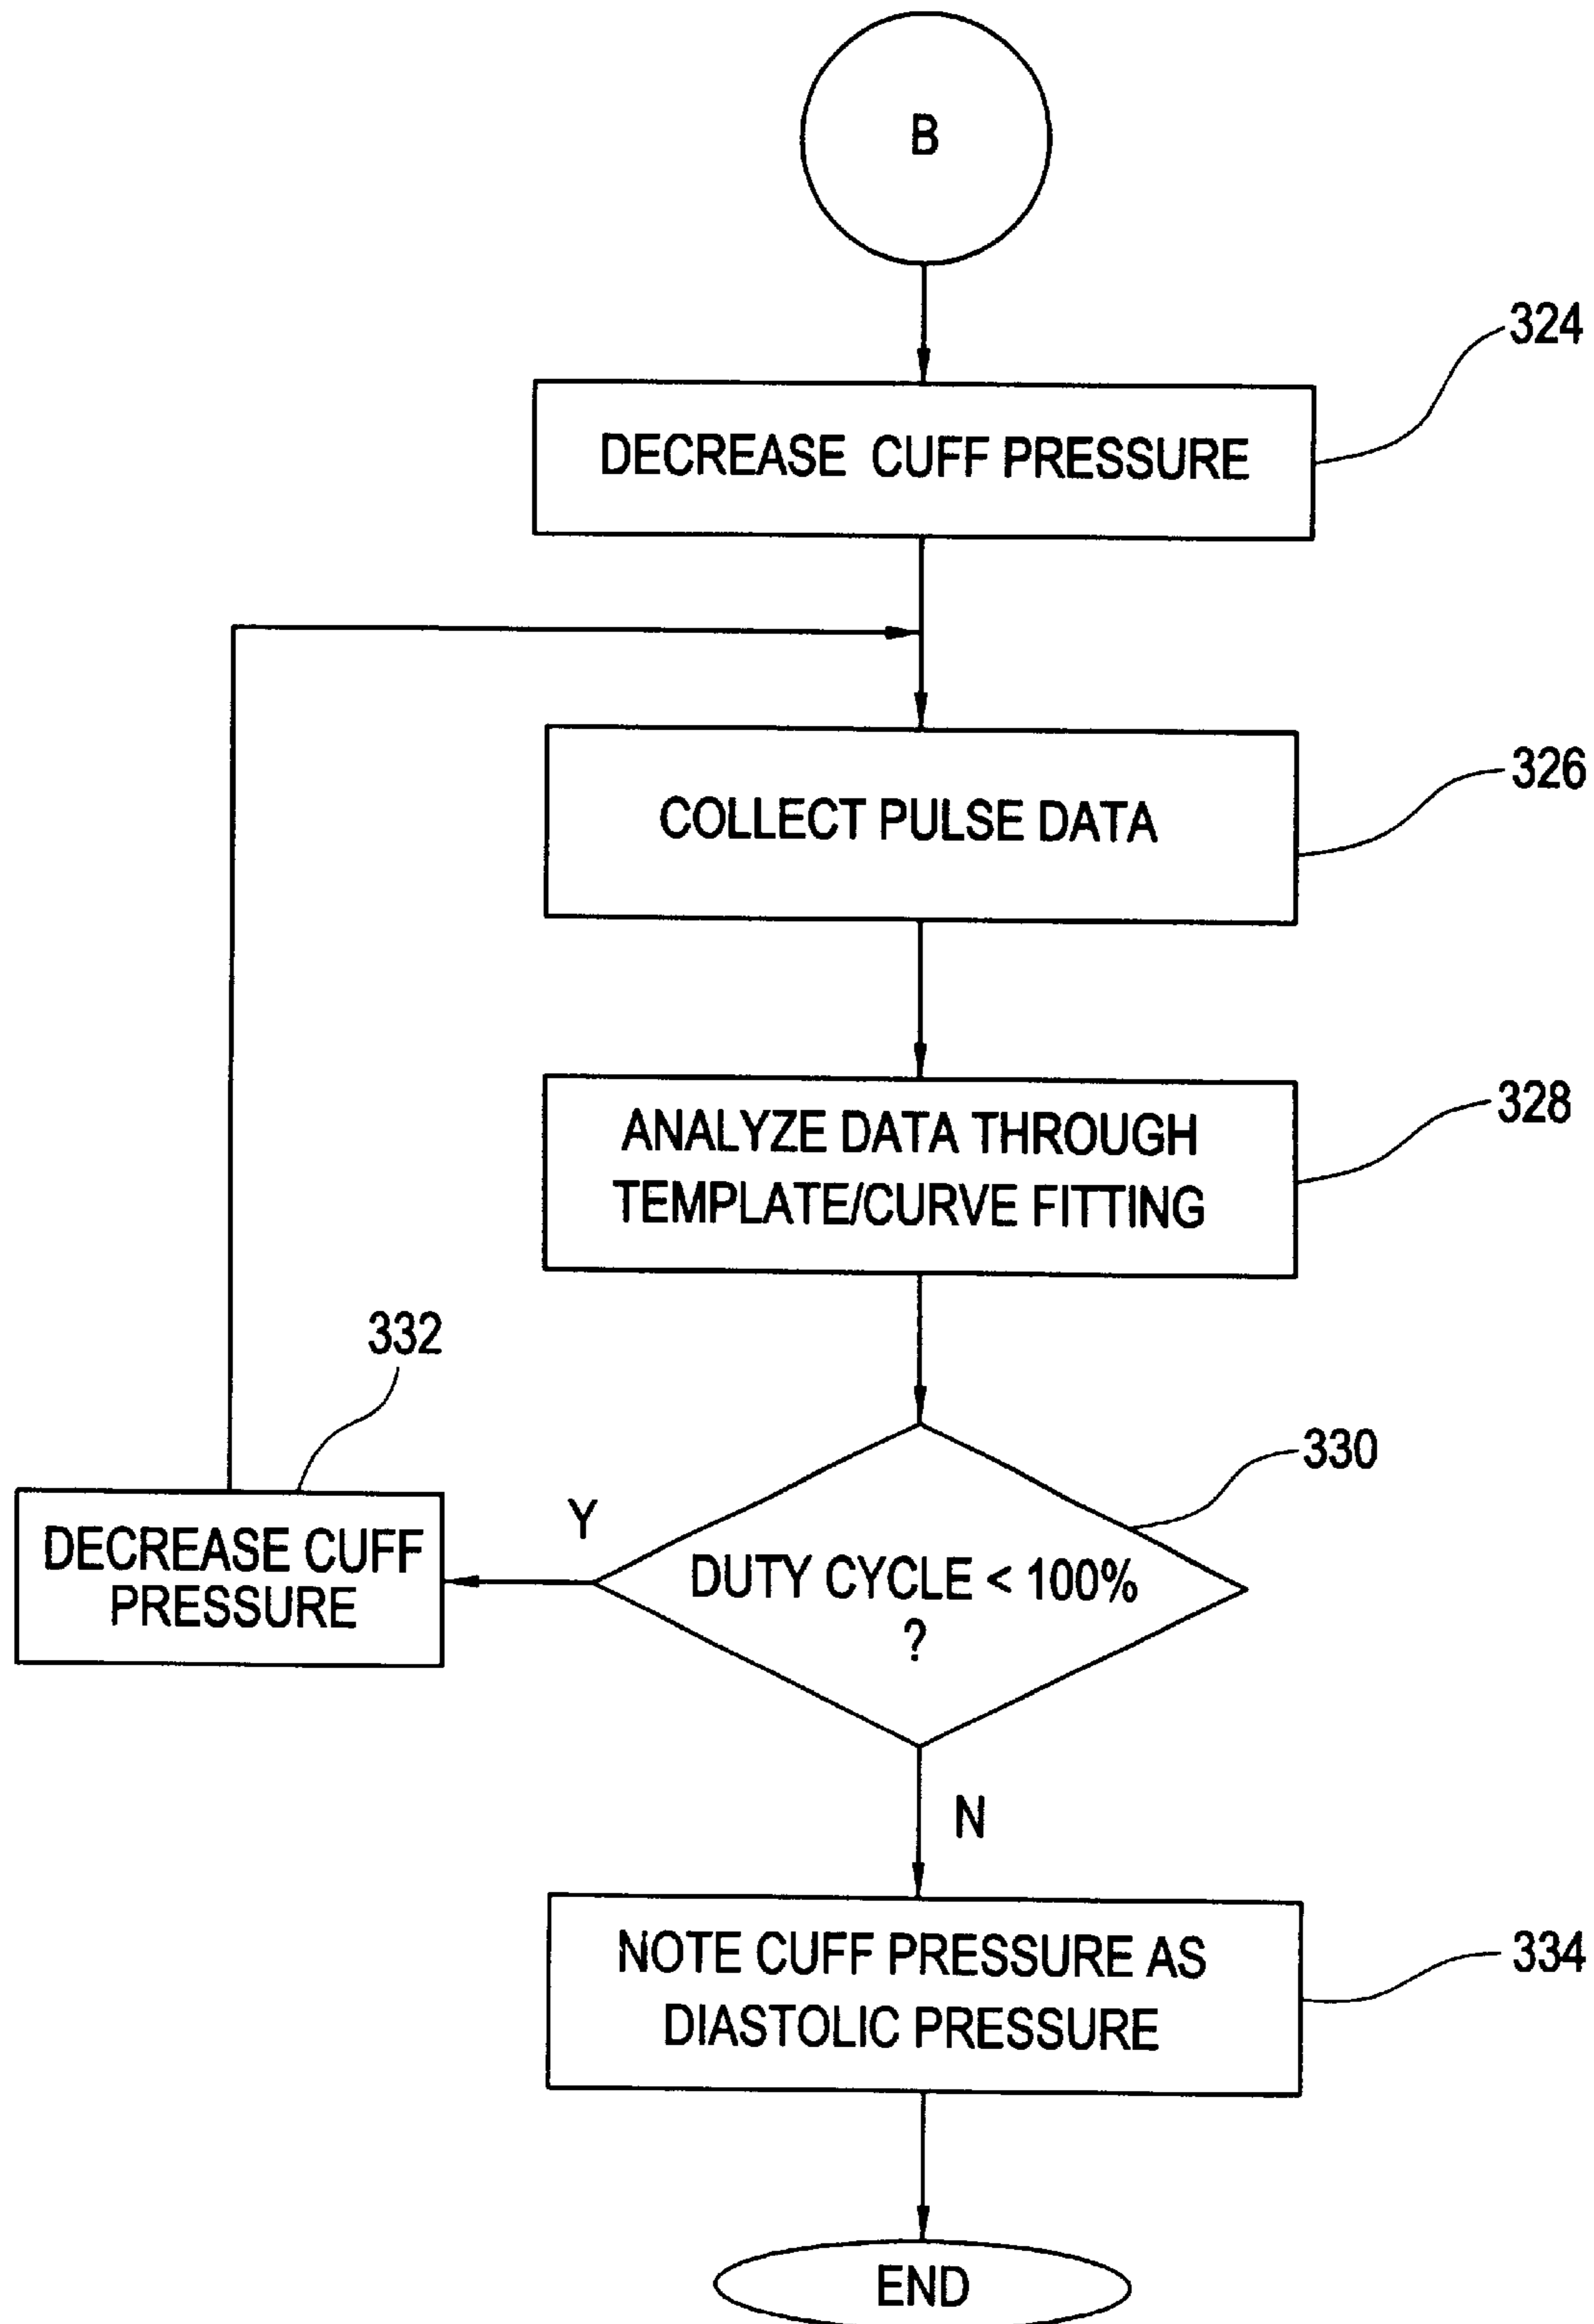 B
324
DECREASE CUFF PRESSURE
326
COLLECT PULSE DATA
328
ANALYZE DATA THROUGH
TEMPLATE/CURVE FITTING
332
330
DECREASE CUFF
PRESSURE
Y
DUTY CYCLE < 100%
?
N
334
NOTE CUFF PRESSURE AS
DIASTOLIC PRESSURE
END